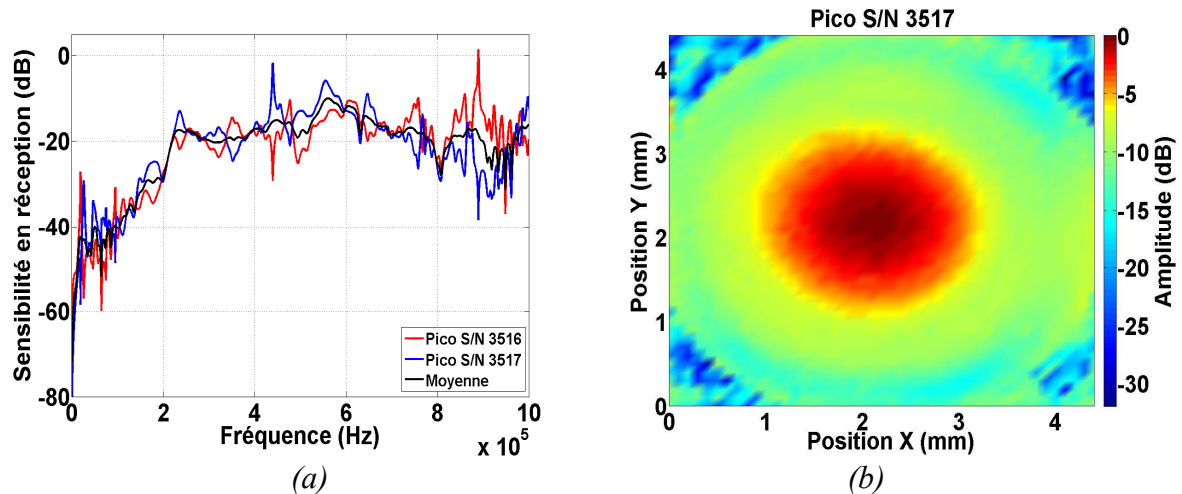 Sensibilité en réception (dB)
0
-20
-40
-60
-80
0
2
4
6
8
10
Fréquence (Hz)
x 10^5
Pico S/N 3516
Pico S/N 3517
Moyenne
(a)
Pico S/N 3517
Position Y (mm)
4
3
2
1
0
0
1
2
3
4
Position X (mm)
0
-5
-10
-15
-20
-25
-30
Amplitude (dB)
(b)